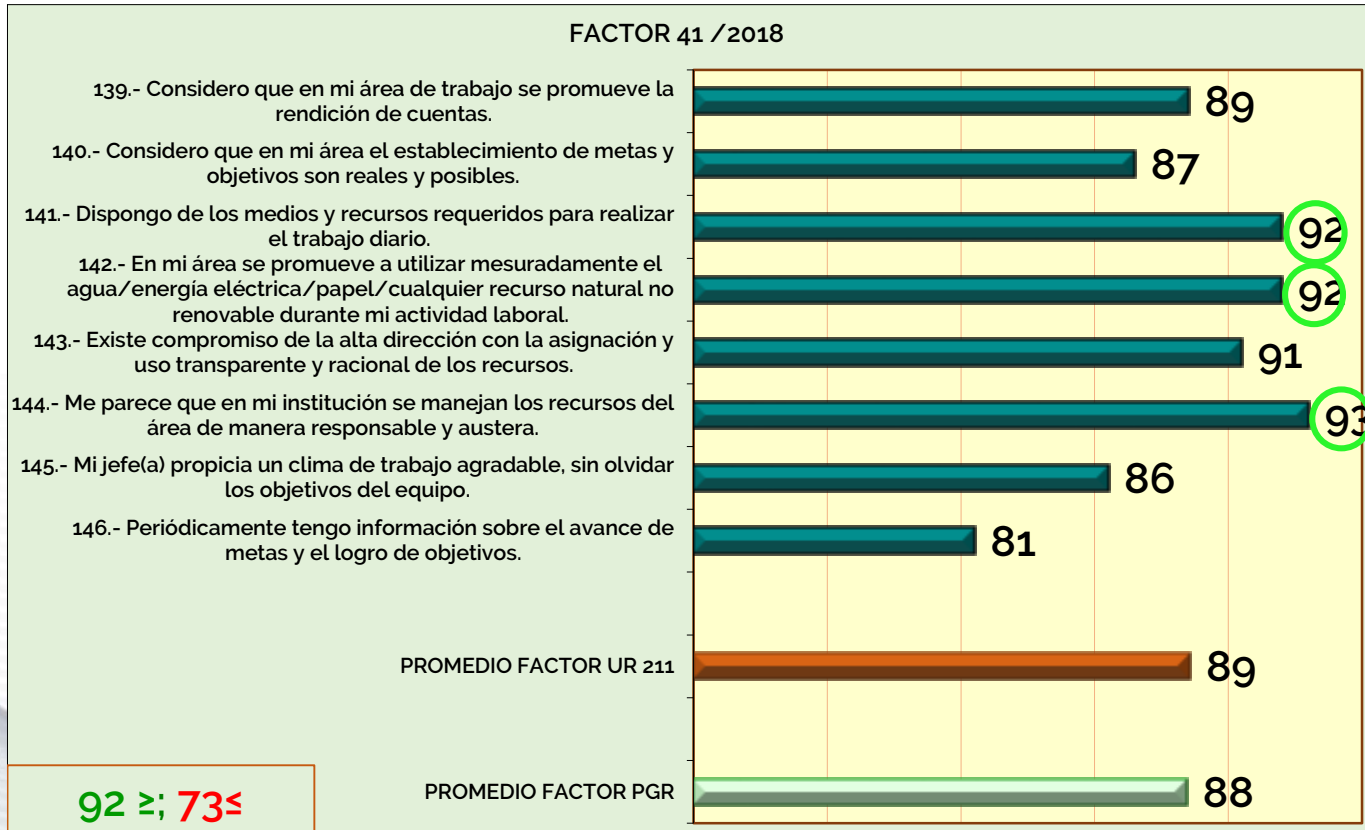 FACTOR 41 /2018
139.- Considero que en mi área de trabajo se promueve la
rendición de cuentas.
89
140.- Considero que en mi área el establecimiento de metas y
objetivos son reales y posibles.
87
141.- Dispongo de los medios y recursos requeridos para realizar
el trabajo diario.
92
142.- En mi área se promueve a utilizar mesuradamente el
agua/energía eléctrica/papel/cualquier recurso natural no
renovable durante mi actividad laboral.
92
143.- Existe compromiso de la alta dirección con la asignación y
uso transparente y racional de los recursos.
91
144.- Me parece que en mi institución se manejan los recursos del
área de manera responsable y austera.
93
145.- Mi jefe(a) propicia un clima de trabajo agradable, sin olvidar
los objetivos del equipo.
86
146.- Periódicamente tengo información sobre el avance de
metas y el logro de objetivos.
81
PROMEDIO FACTOR UR 211
89
PROMEDIO FACTOR PGR
88
92 ≥; 73≤